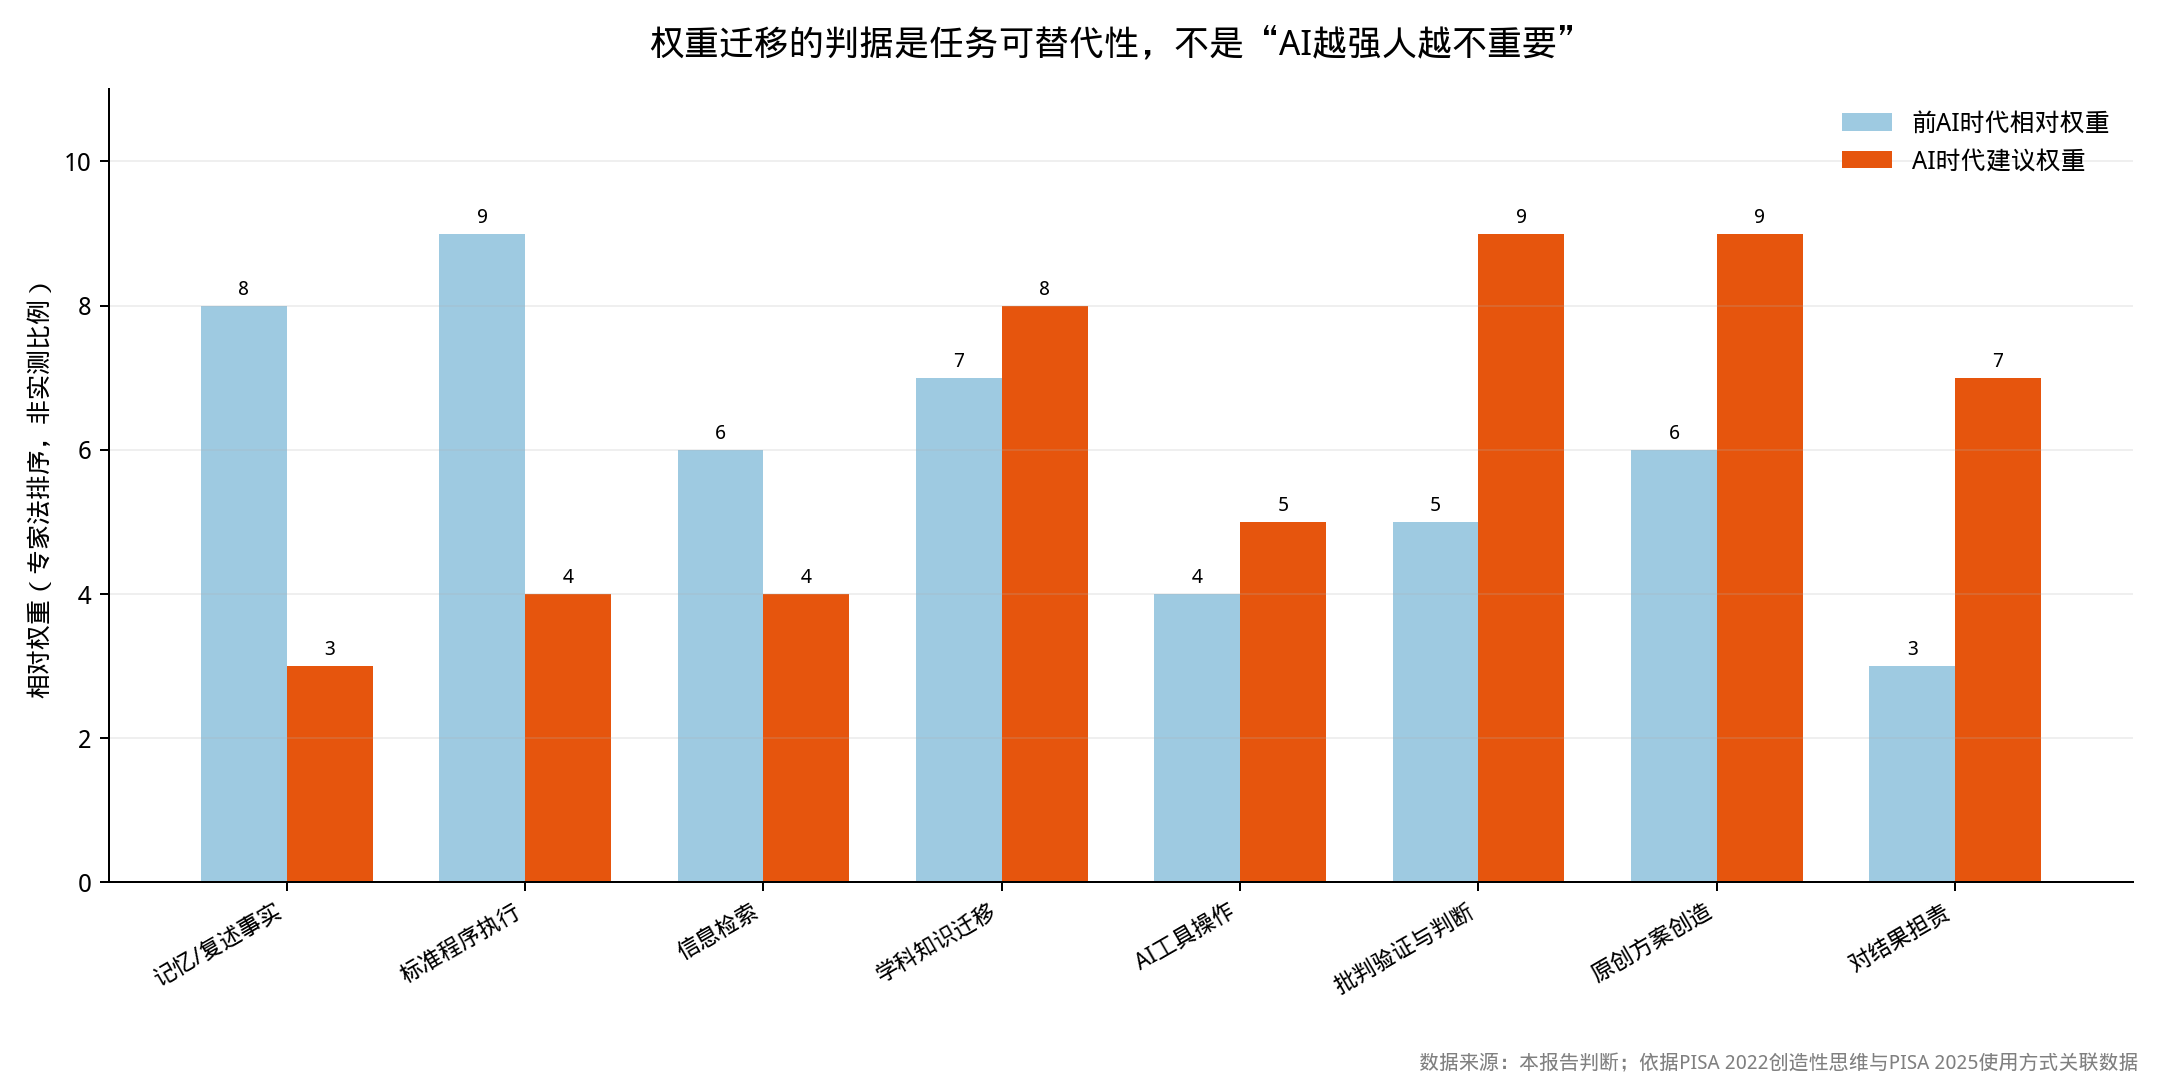 权重迁移的判据是任务可替代性，不是“AI越强人越不重要”
前AI时代相对权重
AI时代建议权重
相对权重（专家法排序，非实测比例）
10
8
6
4
2
0
8
3
9
4
6
4
7
8
4
5
5
9
6
9
3
7
记忆/复述事实
标准程序执行
信息检索
学科知识迁移
AI工具操作
批判验证与判断
原创方案创造
对结果担责
数据来源：本报告判断；依据PISA 2022创造性思维与PISA 2025使用方式关联数据